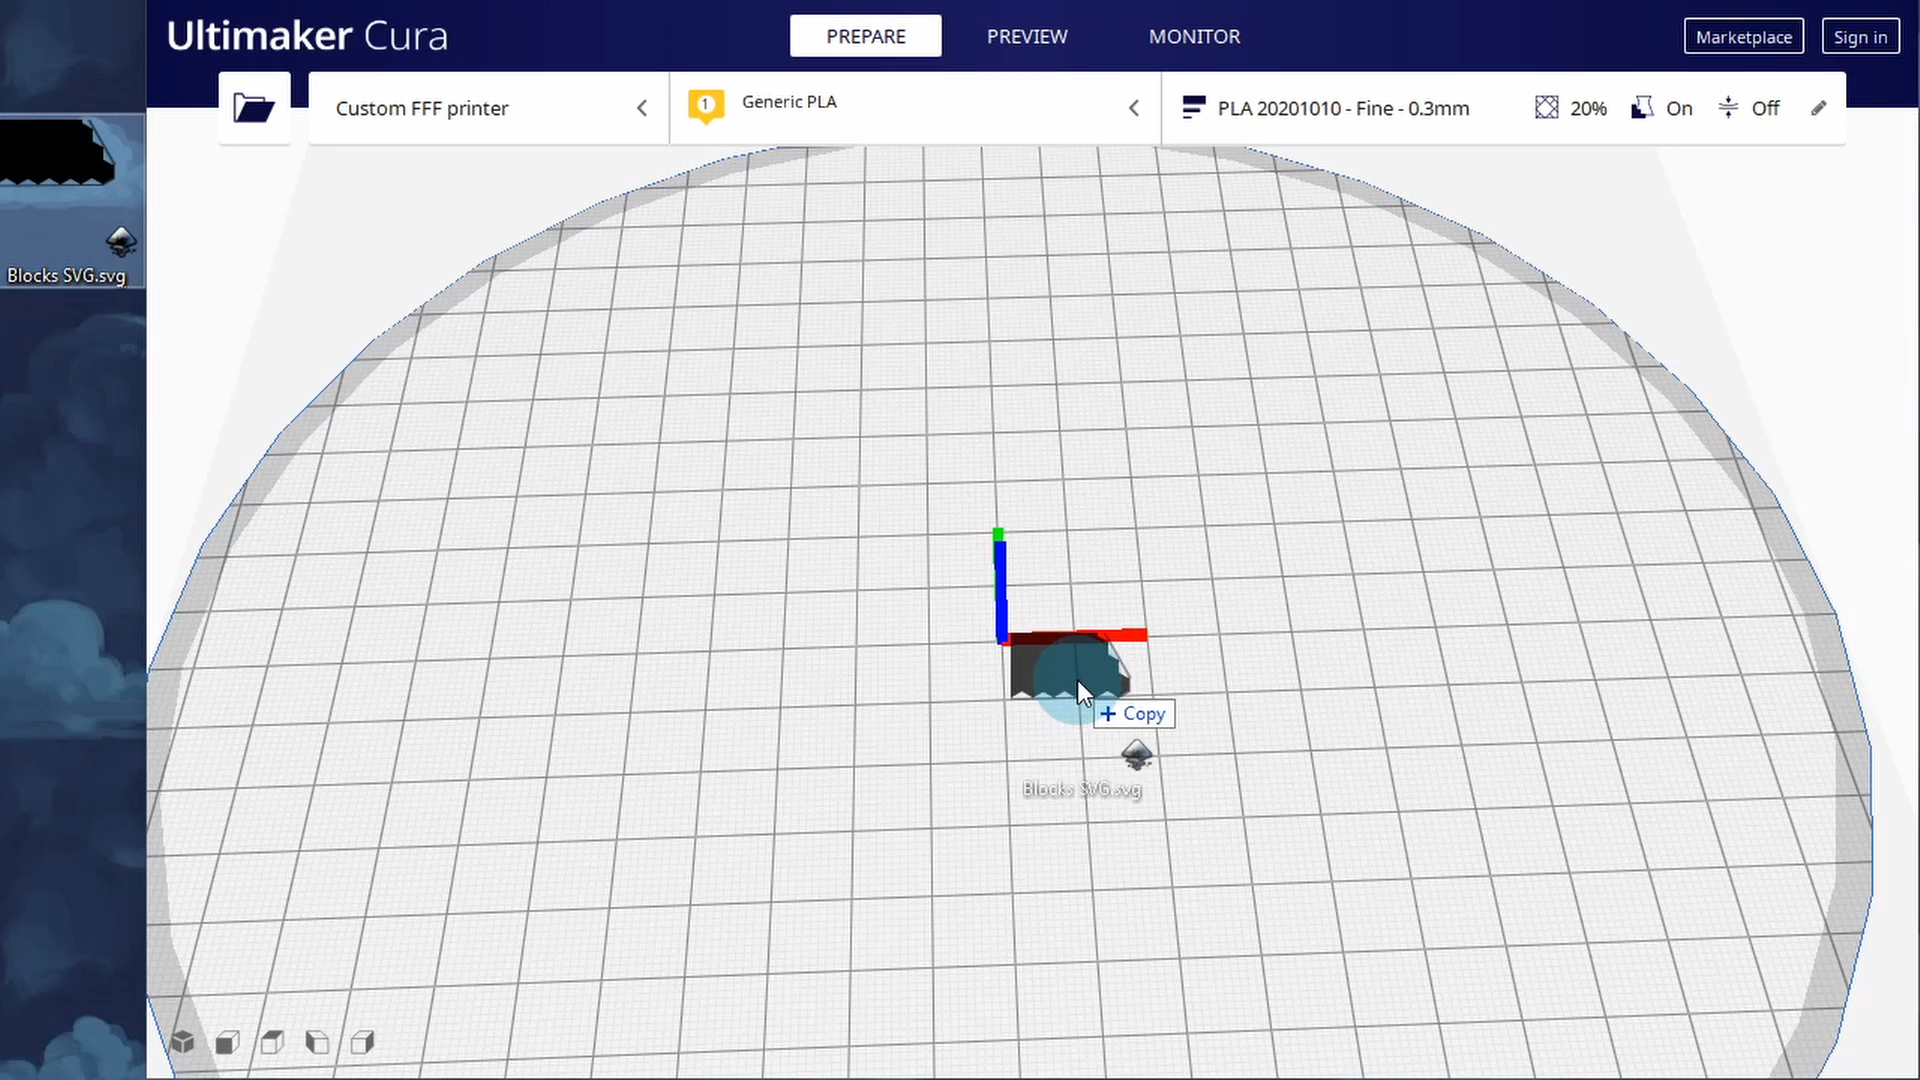 Ultimaker Cura
PREPARE
PREVIEW
MONITOR
Marketplace
Sign in
Custom FFF printer
1
Generic PLA
PLA 20201010 - Fine - 0.3mm
20%
On
Off
Blocks SVG.svg
+ Copy
Blocks SVG.svg